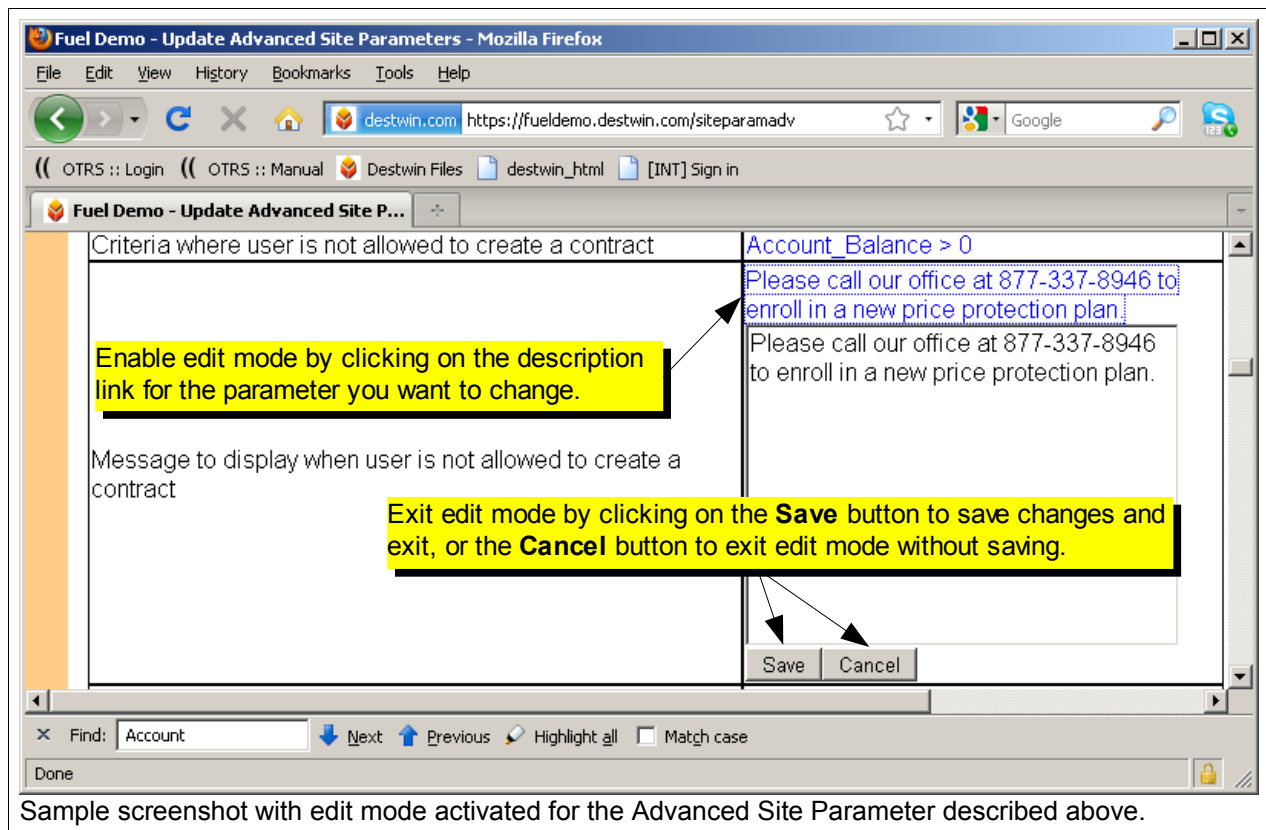 Fuel Demo - Update Advanced Site Parameters - Mozilla Firefox
File Edit View History Bookmarks Tools Help
destwin.com https://fueldemo.destwin.com/siteparamadv Google
(( OTRS :: Login (( OTRS :: Manual Destwin Files destwin_html [INT] Sign in
Fuel Demo - Update Advanced Site P...
Criteria where user is not allowed to create a contract
Account_Balance > 0
Please call our office at 877-337-8946 to
enroll in a new price protection plan.
Please call our office at 877-337-8946
to enroll in a new price protection plan.
Enable edit mode by clicking on the description
link for the parameter you want to change.
Message to display when user is not allowed to create a
contract
Exit edit mode by clicking on the Save button to save changes and
exit, or the Cancel button to exit edit mode without saving.
Save Cancel
Find: Account Next Previous Highlight all Match case
Done
Sample screenshot with edit mode activated for the Advanced Site Parameter described above.